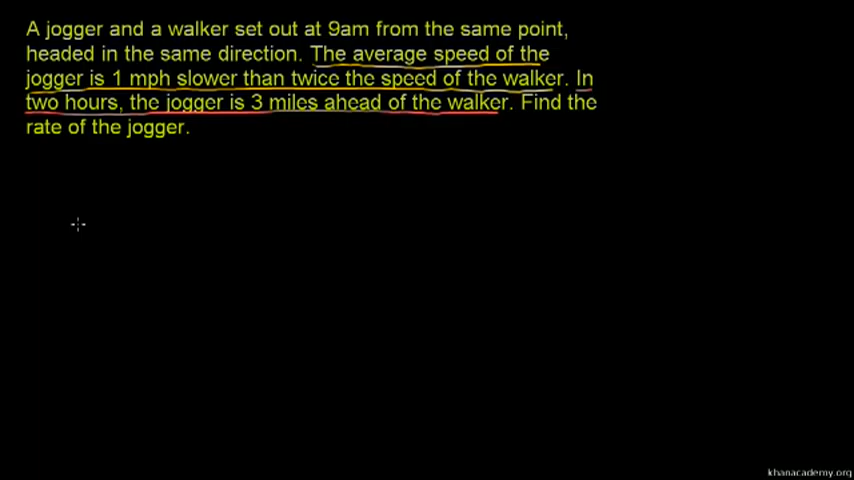 A jogger and a walker set out at 9am from the same point,
headed in the same direction. The average speed of the
jogger is 1 mph slower than twice the speed of the walker. In
two hours, the jogger is 3 miles ahead of the walker. Find the
rate of the jogger.
khanacademy.org